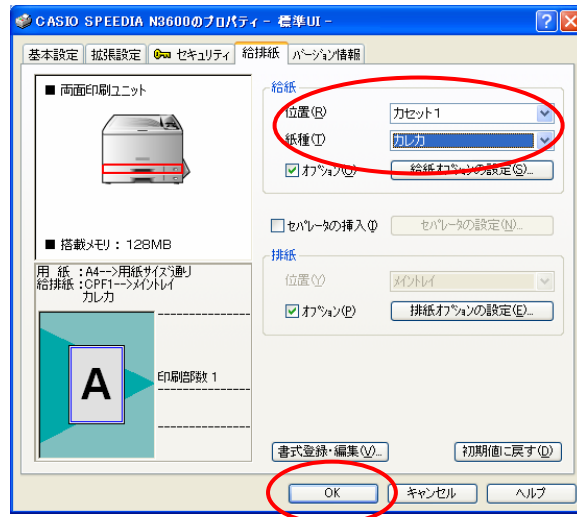 CASIO SPEEDIA N3600のプロパティ - 標準UI -
基本設定 拡張設定 セキュリティ 給排紙 バージョン情報
■ 両面印刷ユニット
■ 搭載メモリ： 128MB
用 紙 ：A4-->用紙サイズ通り
給排紙：CPF1-->メイントレイ
カレカ
A
印刷部数 1
給紙
位置(R) カセット1
紙種(T) カレカ
オプション(O) 給紙オプションの設定(S)...
セパレータの挿入(I) セパレータの設定(N)...
排紙
位置(Y) メイントレイ
オプション(P) 排紙オプションの設定(E)...
書式登録・編集(V)... 初期値に戻す(D)
OK キャンセル ヘルプ